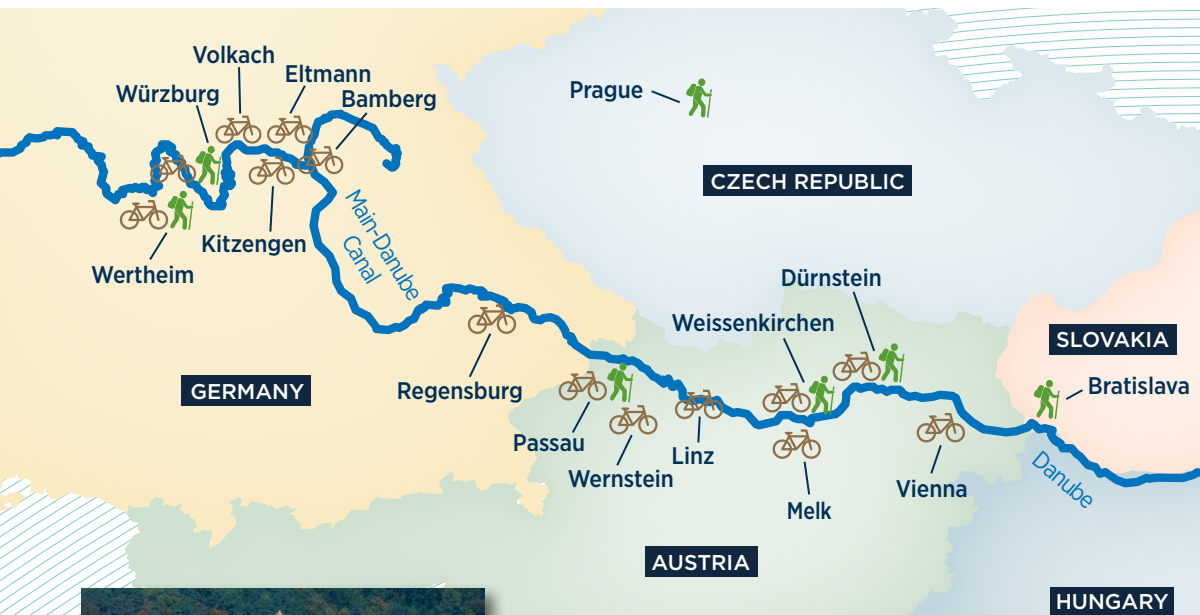 Volkach
Eltmann
Würzburg
Bamberg
Prague
CZECH REPUBLIC
Main-Danube
Canal
Kitzengen
Wertheim
Dürnstein
Weissenkirchen
SLOVAKIA
GERMANY
Regensburg
Bratislava
Passau
Linz
Wernstein
Vienna
Danube
Melk
AUSTRIA
HUNGARY